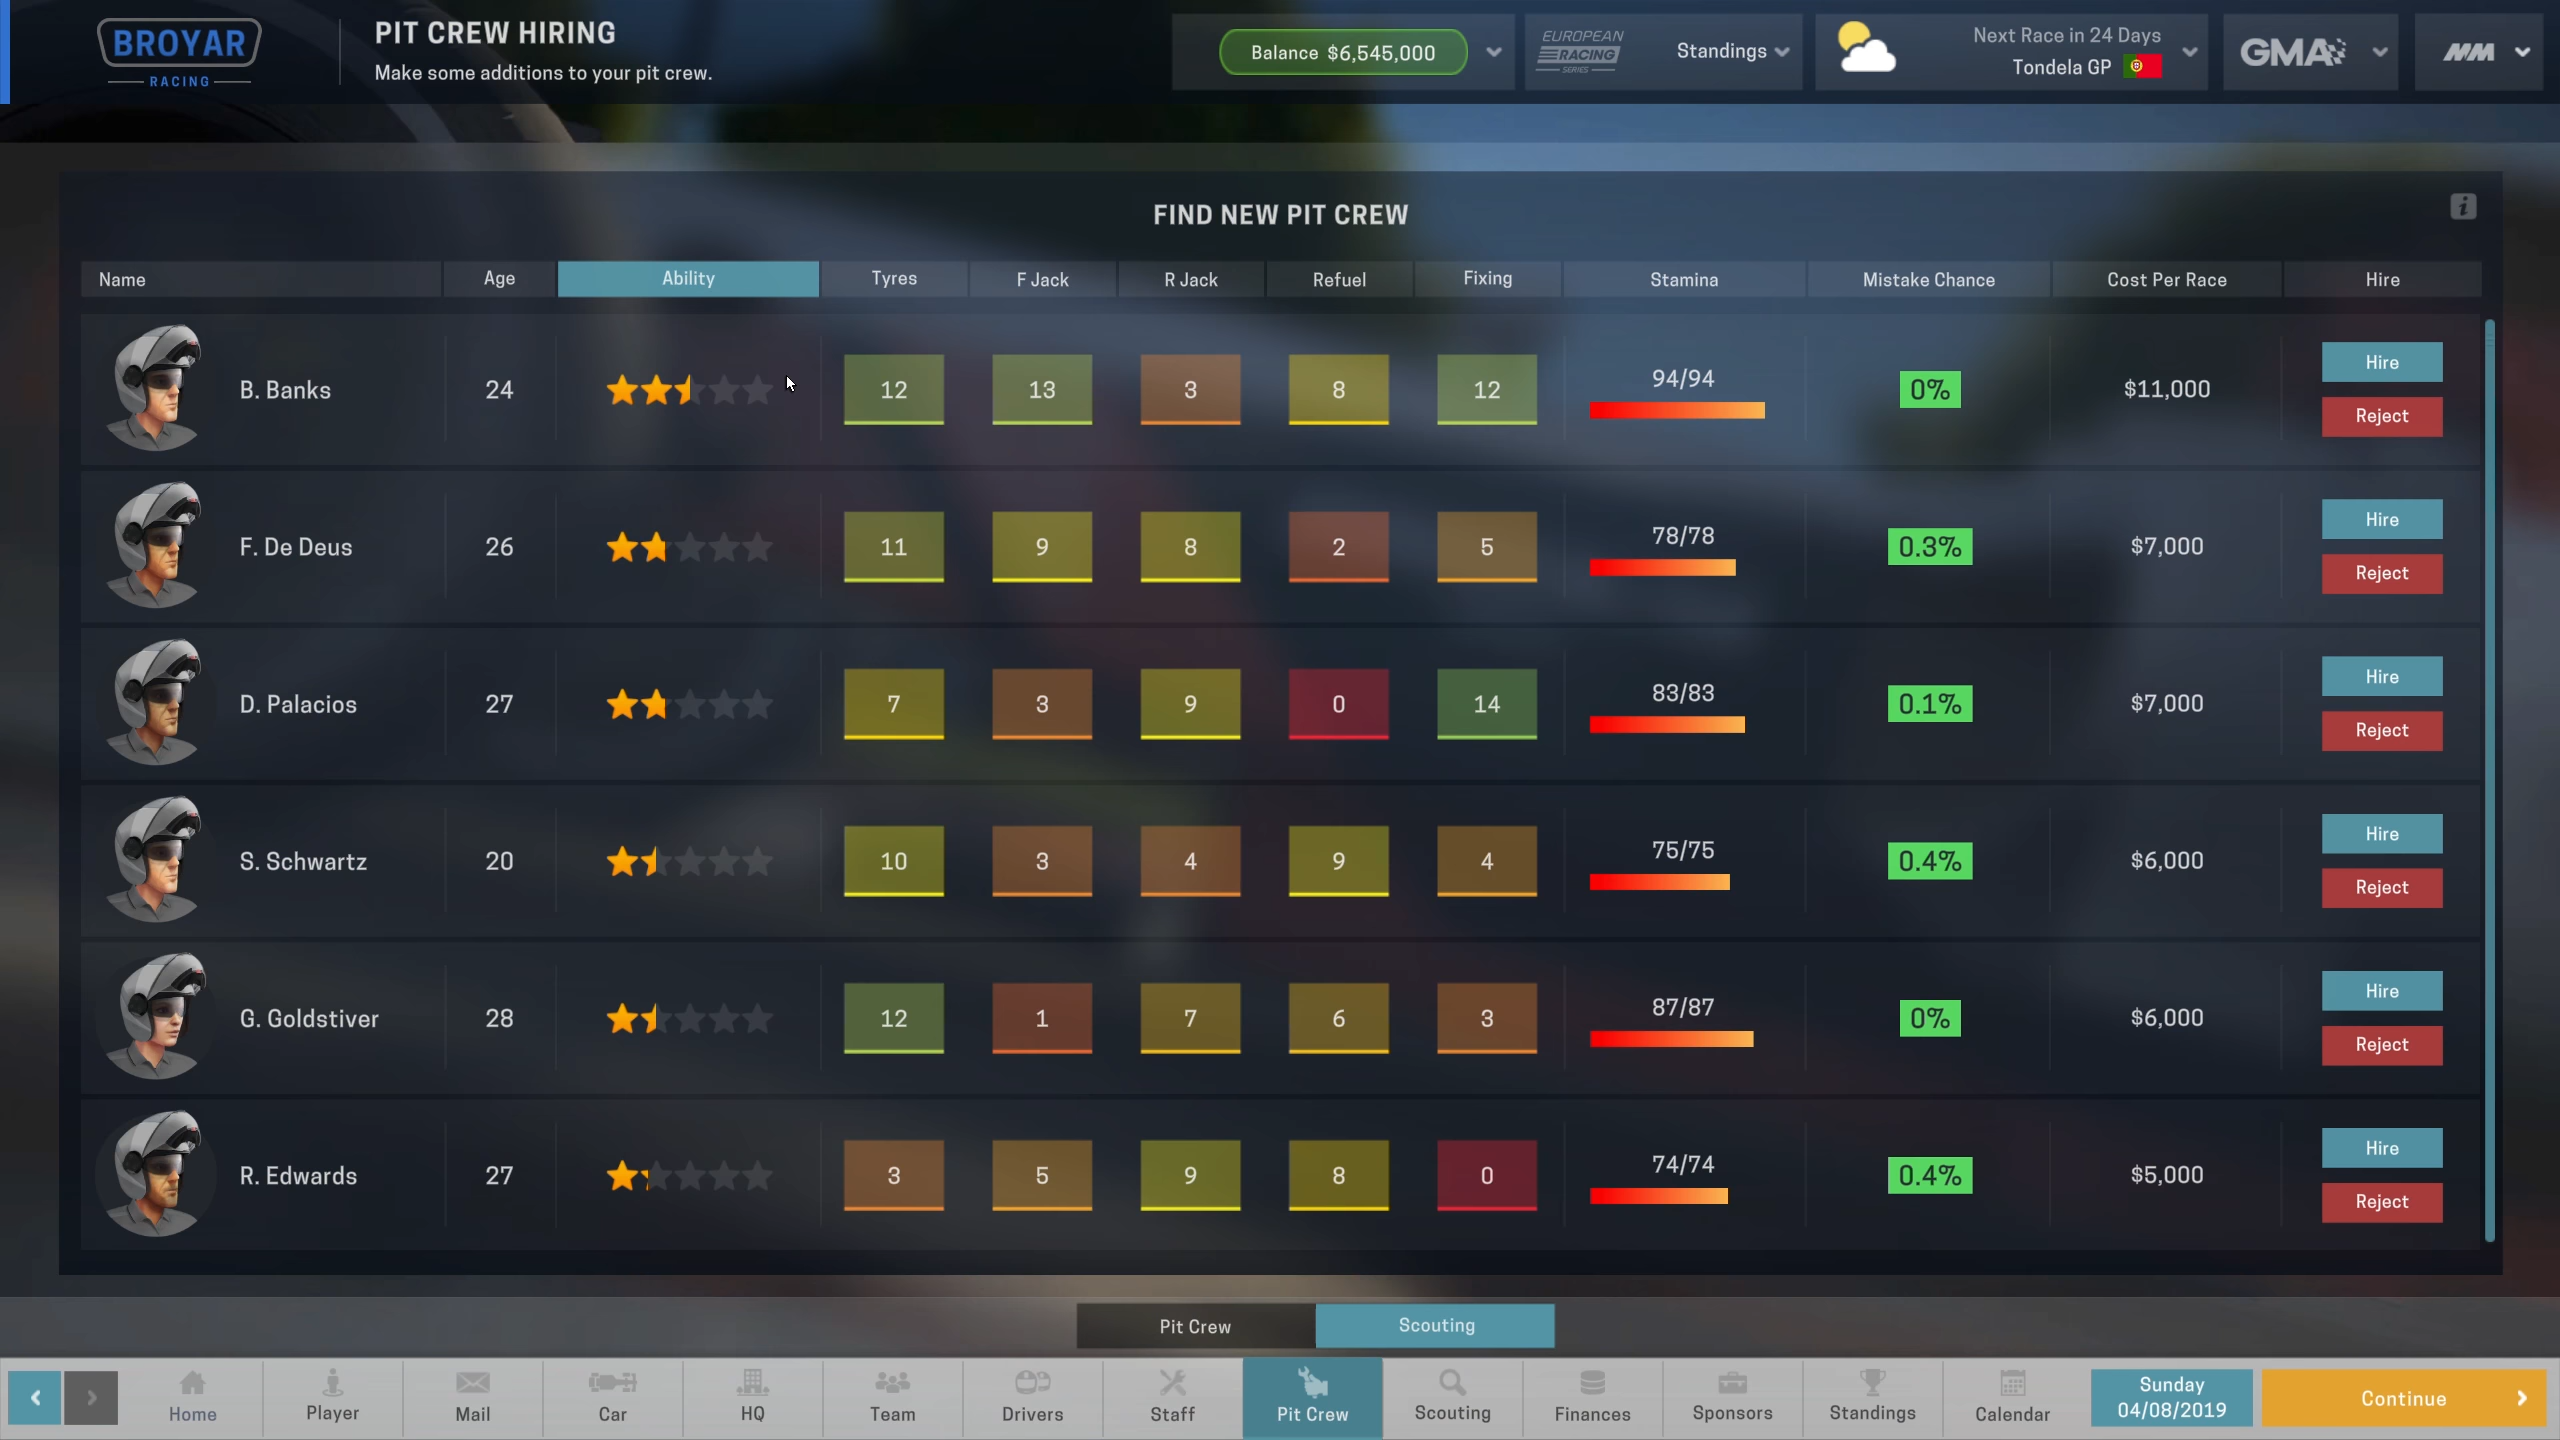 BROYAR
RACING
PIT CREW HIRING
Make some additions to your pit crew.
Balance $6,545,000
EUROPEAN
RACING
SERIES
Standings
Next Race in 24 Days
Tondela GP
GMA
MM
FIND NEW PIT CREW
i
Name Age Ability Tyres F Jack R Jack Refuel Fixing Stamina Mistake Chance Cost Per Race Hire
B. Banks 24 12 13 3 8 12 94/94 0% $11,000 Hire
Reject
F. De Deus 26 11 9 8 2 5 78/78 0.3% $7,000 Hire
Reject
D. Palacios 27 7 3 9 0 14 83/83 0.1% $7,000 Hire
Reject
S. Schwartz 20 10 3 4 9 4 75/75 0.4% $6,000 Hire
Reject
G. Goldstiver 28 12 1 7 6 3 87/87 0% $6,000 Hire
Reject
R. Edwards 27 3 5 9 8 0 74/74 0.4% $5,000 Hire
Reject
Pit Crew Scouting
Home Player Mail Car HQ Team Drivers Staff Pit Crew Scouting Finances Sponsors Standings Calendar
Sunday
04/08/2019
Continue